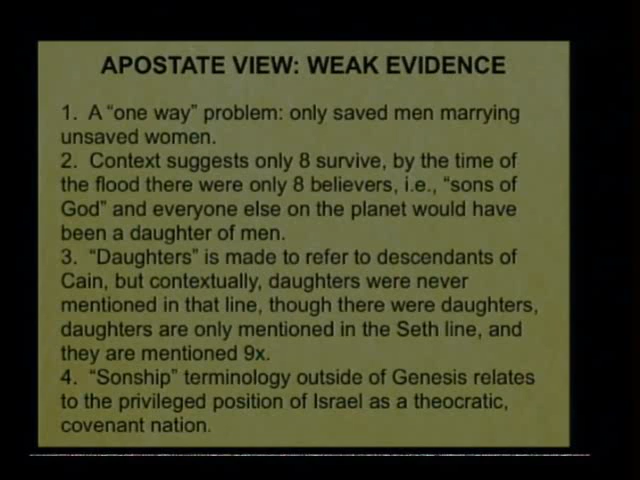 APOSTATE VIEW: WEAK EVIDENCE
1. A “one way” problem: only saved men marrying
unsaved women.
2. Context suggests only 8 survive, by the time of
the flood there were only 8 believers, i.e., “sons of
God” and everyone else on the planet would have
been a daughter of men.
3. “Daughters” is made to refer to descendants of
Cain, but contextually, daughters were never
mentioned in that line, though there were daughters,
daughters are only mentioned in the Seth line, and
they are mentioned 9x.
4. “Sonship” terminology outside of Genesis relates
to the privileged position of Israel as a theocratic,
covenant nation.